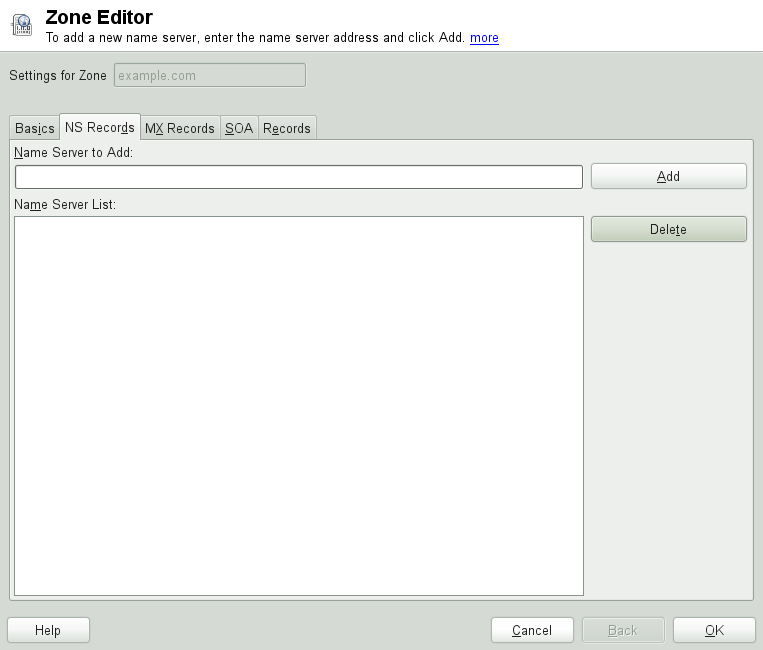 Zone Editor
To add a new name server, enter the name server address and click Add. more
Settings for Zone example.com
Basics NS Records MX Records SOA Records
Name Server to Add:
Add
Name Server List:
Delete
Help Cancel Back OK